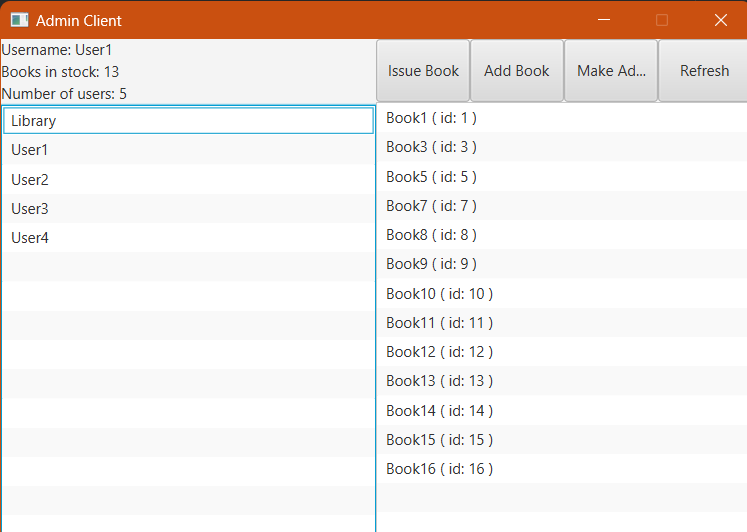 Admin Client
Username: User1
Books in stock: 13
Number of users: 5
Issue Book
Add Book
Make Ad...
Refresh
Library
User1
User2
User3
User4
Book1 ( id: 1 )
Book3 ( id: 3 )
Book5 ( id: 5 )
Book7 ( id: 7 )
Book8 ( id: 8 )
Book9 ( id: 9 )
Book10 ( id: 10 )
Book11 ( id: 11 )
Book12 ( id: 12 )
Book13 ( id: 13 )
Book14 ( id: 14 )
Book15 ( id: 15 )
Book16 ( id: 16 )